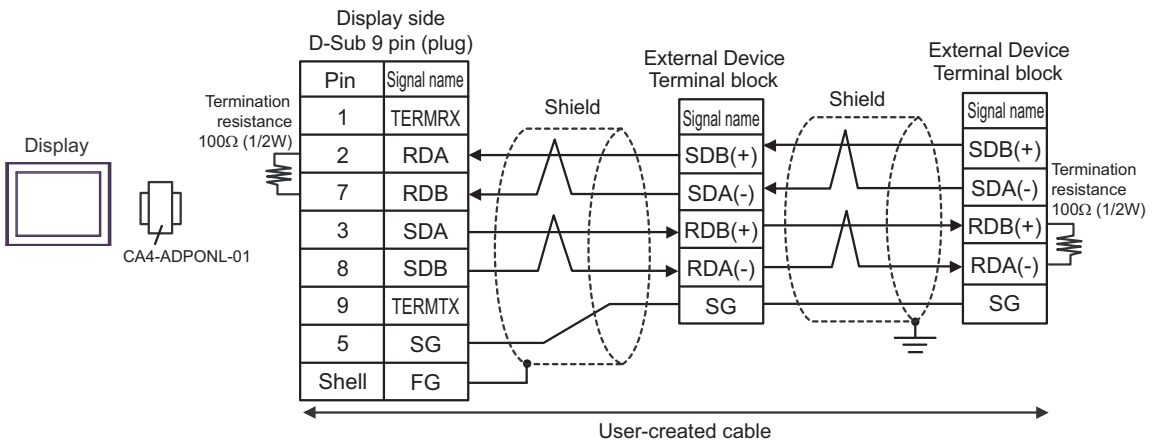 Display side
D-Sub 9 pin (plug)
External Device
Terminal block
External Device
Terminal block
Pin
Signal name
Termination
resistance
100Ω (1/2W)
1
TERMRX
Shield
Signal name
Shield
Signal name
Display
2
RDA
SDB(+)
SDB(+)
7
RDB
SDA(-)
SDA(-)
Termination
resistance
100Ω (1/2W)
3
SDA
RDB(+)
RDB(+)
CA4-ADPONL-01
8
SDB
RDA(-)
RDA(-)
9
TERMTX
SG
SG
5
SG
Shell
FG
User-created cable